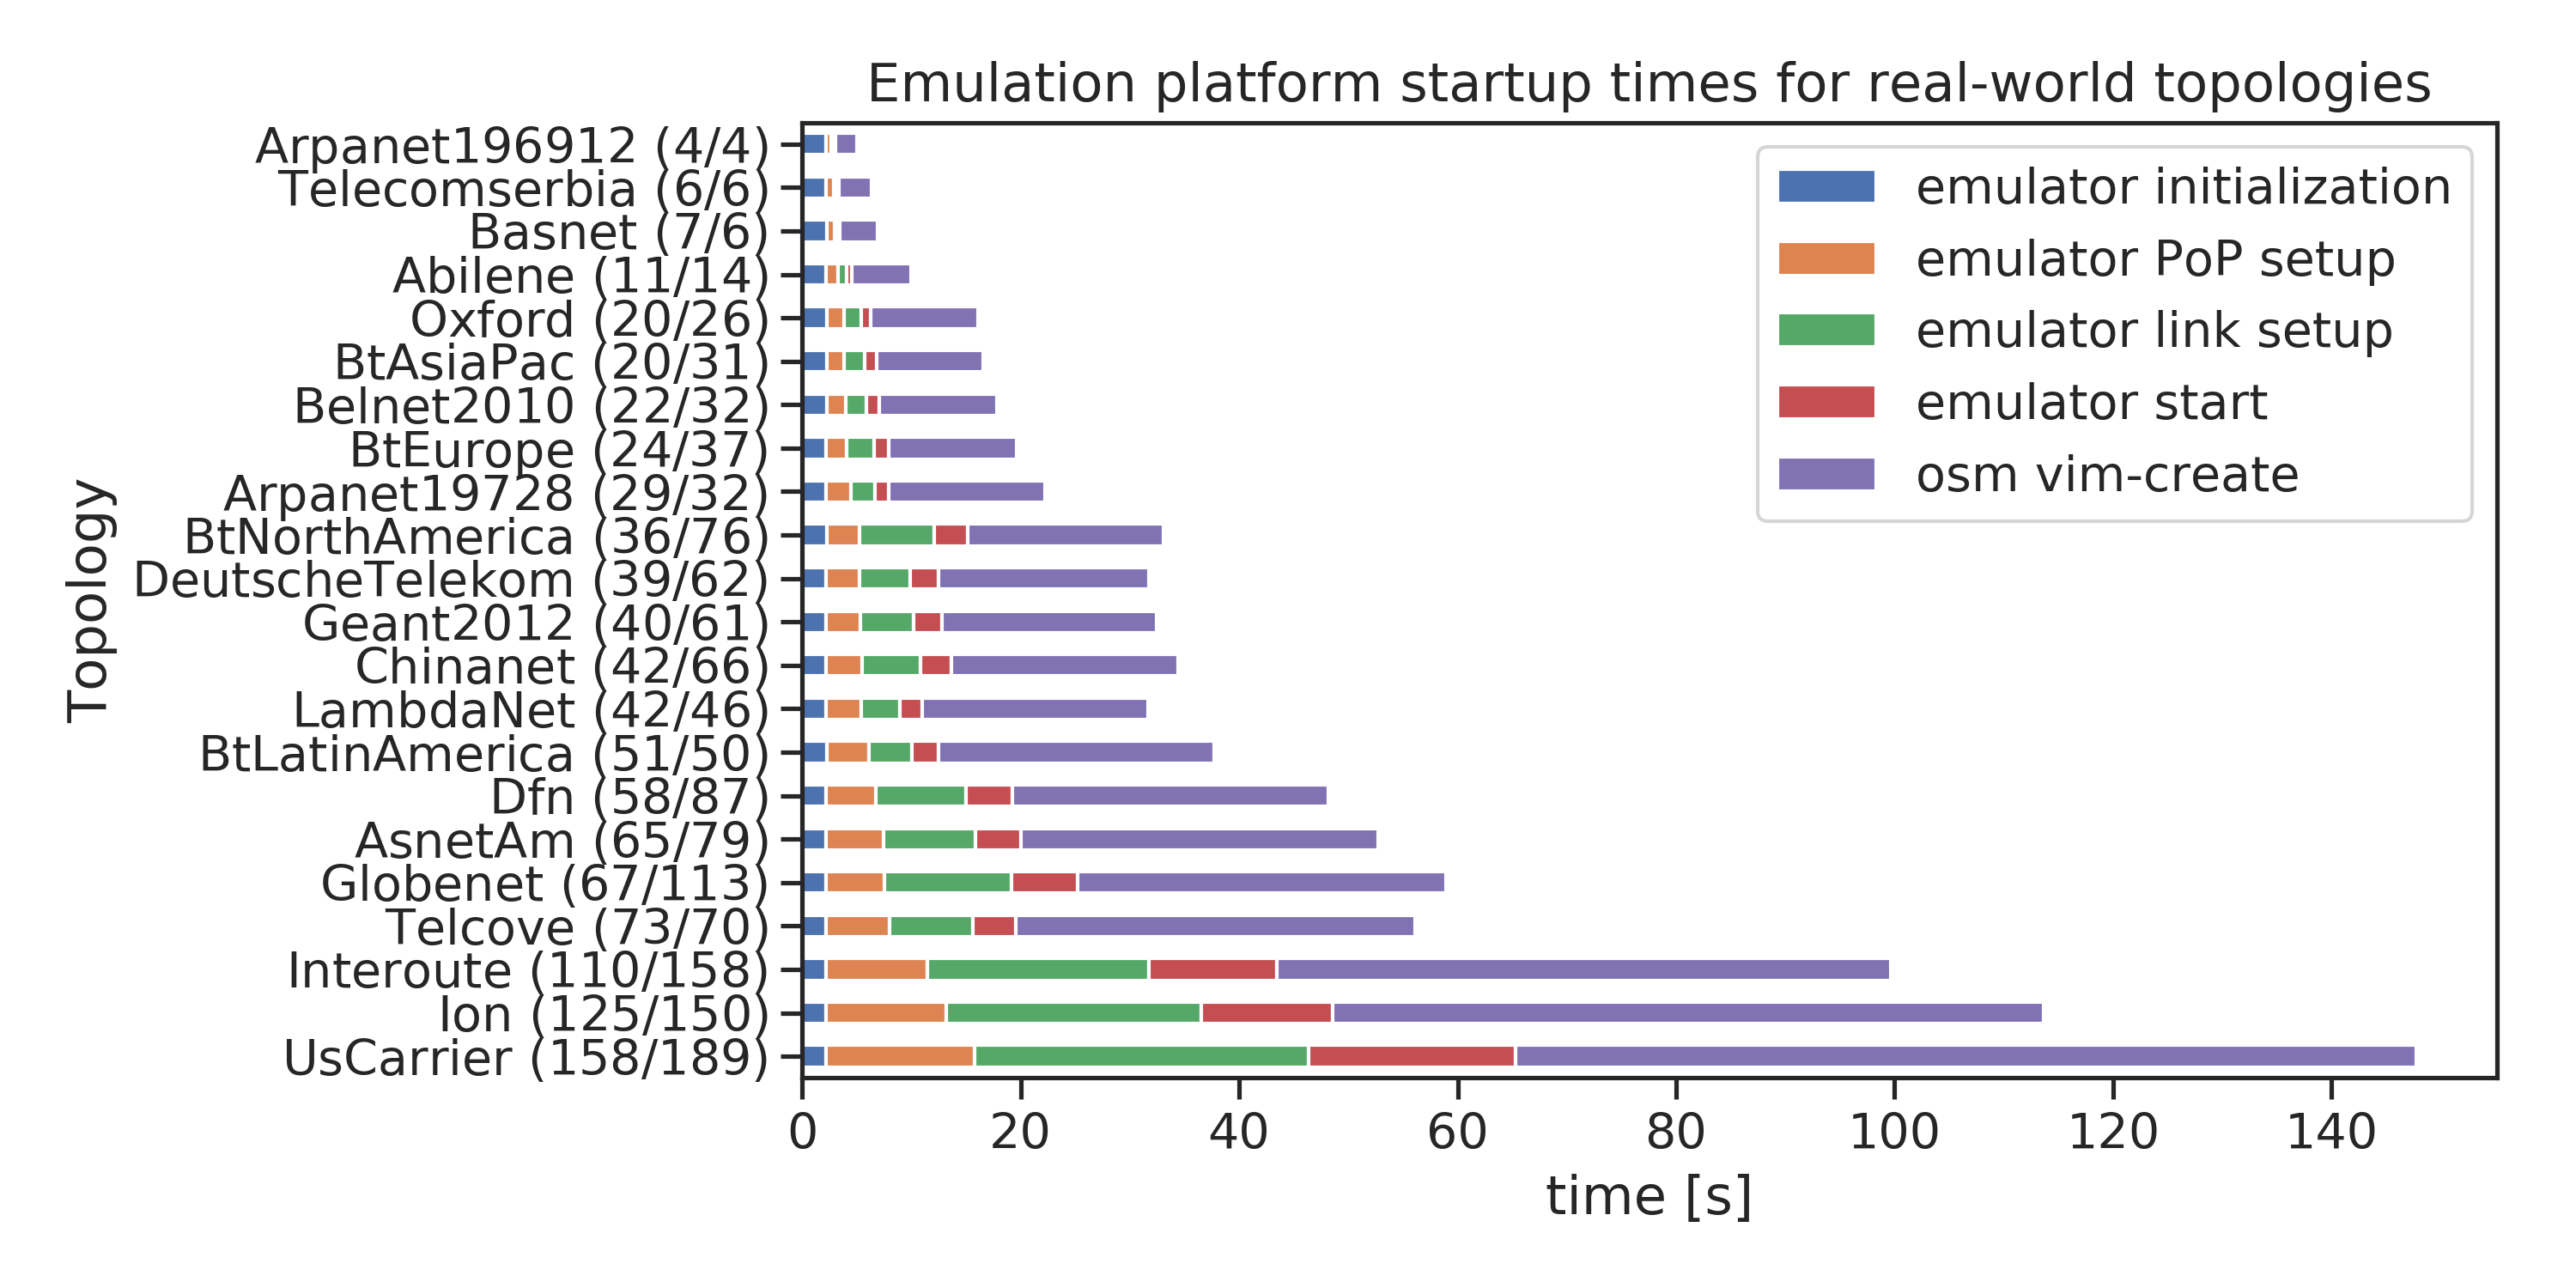 Emulation platform startup times for real-world topologies
Topology
Arpanet196912 (4/4)
Telecomserbia (6/6)
Basnet (7/6)
Abilene (11/14)
Oxford (20/26)
BtAsiaPac (20/31)
Belnet2010 (22/32)
BtEurope (24/37)
Arpanet19728 (29/32)
BtNorthAmerica (36/76)
DeutscheTelekom (39/62)
Geant2012 (40/61)
Chinanet (42/66)
LambdaNet (42/46)
BtLatinAmerica (51/50)
Dfn (58/87)
AsnetAm (65/79)
Globenet (67/113)
Telcove (73/70)
Interoute (110/158)
Ion (125/150)
UsCarrier (158/189)
emulator initialization
emulator PoP setup
emulator link setup
emulator start
osm vim-create
0 20 40 60 80 100 120 140
time [s]